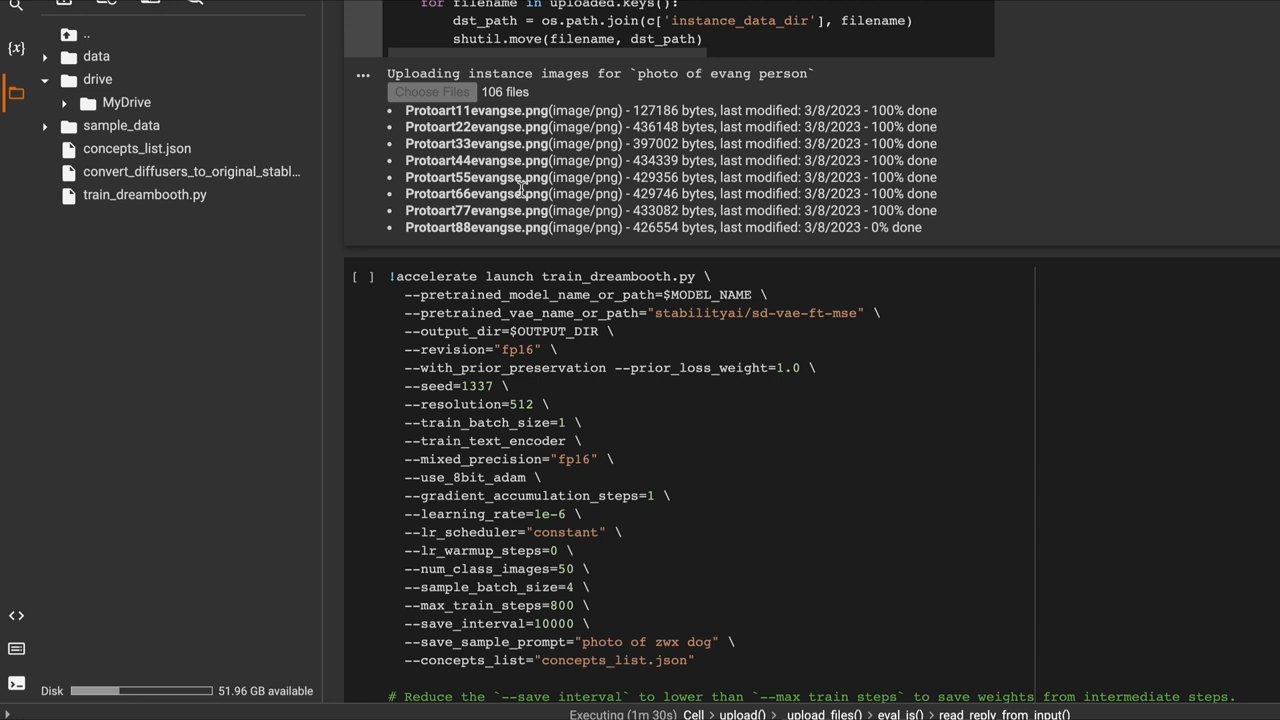 for filename in uploaded.keys():
dst_path = os.path.join(c['instance_data_dir'], filename)
shutil.move(filename, dst_path)
{x}
..
data
drive
MyDrive
sample_data
concepts_list.json
convert_diffusers_to_original_stabl...
train_dreambooth.py
... Uploading instance images for `photo of evang person`
Choose Files 106 files
• Protoart11evangse.png(image/png) - 127186 bytes, last modified: 3/8/2023 - 100% done
• Protoart22evangse.png(image/png) - 436148 bytes, last modified: 3/8/2023 - 100% done
• Protoart33evangse.png(image/png) - 397002 bytes, last modified: 3/8/2023 - 100% done
• Protoart44evangse.png(image/png) - 434339 bytes, last modified: 3/8/2023 - 100% done
• Protoart55evangse.png(image/png) - 429356 bytes, last modified: 3/8/2023 - 100% done
• Protoart66evangse.png(image/png) - 429746 bytes, last modified: 3/8/2023 - 100% done
• Protoart77evangse.png(image/png) - 433082 bytes, last modified: 3/8/2023 - 100% done
• Protoart88evangse.png(image/png) - 426554 bytes, last modified: 3/8/2023 - 0% done
[ ] !accelerate launch train_dreambooth.py \
--pretrained_model_name_or_path=$MODEL_NAME \
--pretrained_vae_name_or_path="stabilityai/sd-vae-ft-mse" \
--output_dir=$OUTPUT_DIR \
--revision="fp16" \
--with_prior_preservation --prior_loss_weight=1.0 \
--seed=1337 \
--resolution=512 \
--train_batch_size=1 \
--train_text_encoder \
--mixed_precision="fp16" \
--use_8bit_adam \
--gradient_accumulation_steps=1 \
--learning_rate=1e-6 \
--lr_scheduler="constant" \
--lr_warmup_steps=0 \
--num_class_images=50 \
--sample_batch_size=4 \
--max_train_steps=800 \
--save_interval=10000 \
--save_sample_prompt="photo of zwx dog" \
--concepts_list="concepts_list.json"
# Reduce the `--save_interval` to lower than `--max_train_steps` to save weights from intermediate steps.
Disk 51.96 GB available
Executing (1m 30s) Cell > upload() > _upload_files() > eval_js() > read_reply_from_input()